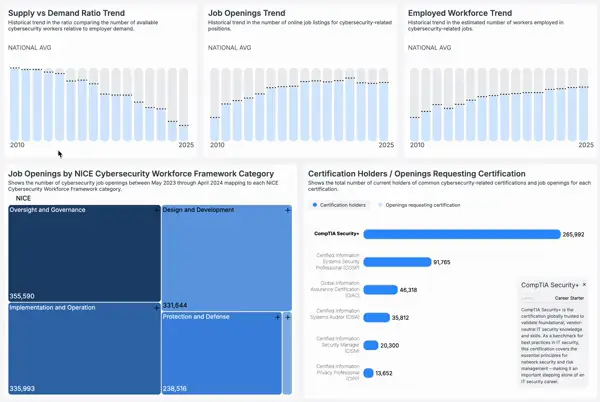 Supply vs Demand Ratio Trend
Historical trend in the ratio comparing the number of available
cybersecurity workers relative to employer demand.
NATIONAL AVG
2010
2025
Job Openings Trend
Historical trend in the number of online job listings for cybersecurity-related
positions.
NATIONAL AVG
2010
2025
Employed Workforce Trend
Historical trend in the estimated number of workers employed in
cybersecurity-related jobs.
NATIONAL AVG
2010
2025
Job Openings by NICE Cybersecurity Workforce Framework Category
Shows the number of cybersecurity job openings between May 2023 through April 2024 mapping to each NICE
Cybersecurity Workforce Framework category.
NICE
Oversight and Governance
+
355,590
Design and Development
+
331,644
Implementation and Operation
+
335,993
Protection and Defense
+
238,516
+
Certification Holders / Openings Requesting Certification
Shows the total number of current holders of common cybersecurity-related certifications and job openings for each
certification.
Certification holders
Openings requesting certification
CompTIA Security+
265,992
Certified Information
Systems Security
Professional (CISSP)
91,765
Global Information
Assurance Certification
(GIAC)
46,318
Certified Information
Systems Auditor (CISA)
35,812
Certified Information
Security Manager
(CISM)
20,300
Certified Information
Privacy Professional
(CIPP)
13,652
CompTIA Security+ ×
Career Starter
CompTIA Security+ is the
certification globally trusted to
validate foundational, vendor-
neutral IT security knowledge
and skills. As a benchmark for
best practices in IT security,
this certification covers the
essential principles for
network security and risk
management – making it an
important stepping stone of an
IT security career.